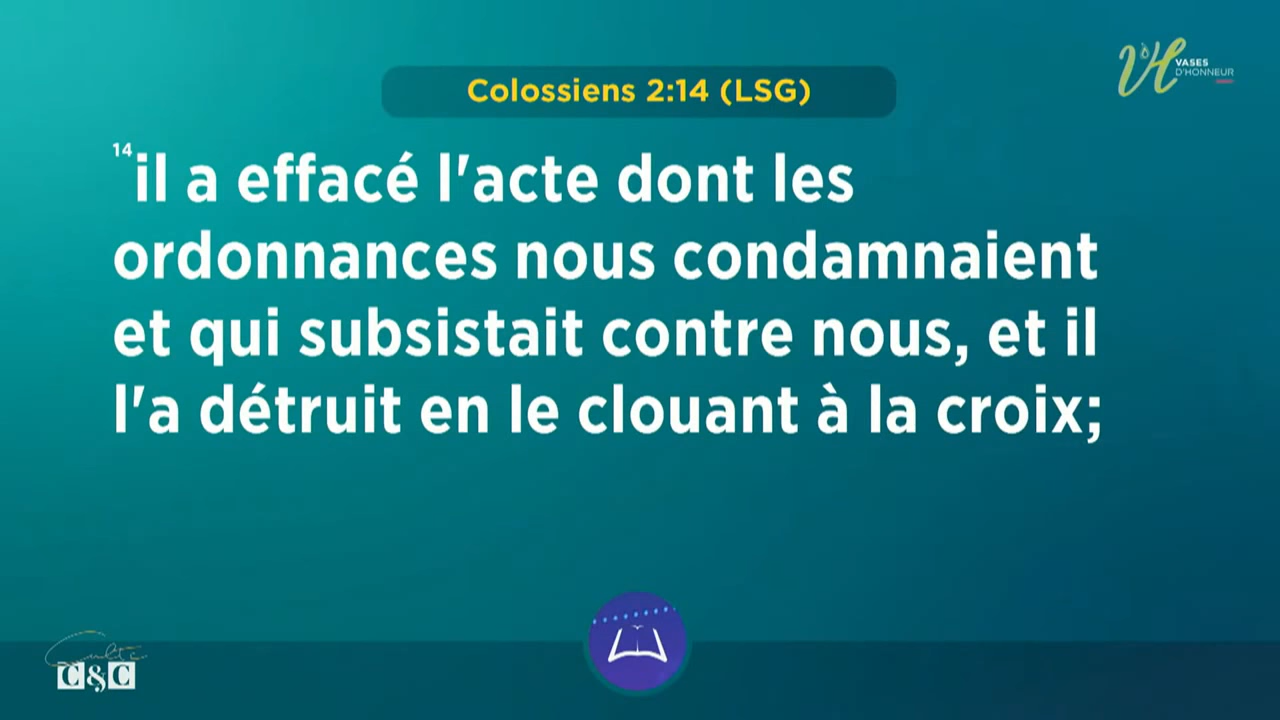 VASES
D'HONNEUR
Colossiens 2:14 (LSG)
14 il a effacé l'acte dont les
ordonnances nous condamnaient
et qui subsistait contre nous, et il
l'a détruit en le clouant à la croix;
Culte
C&C